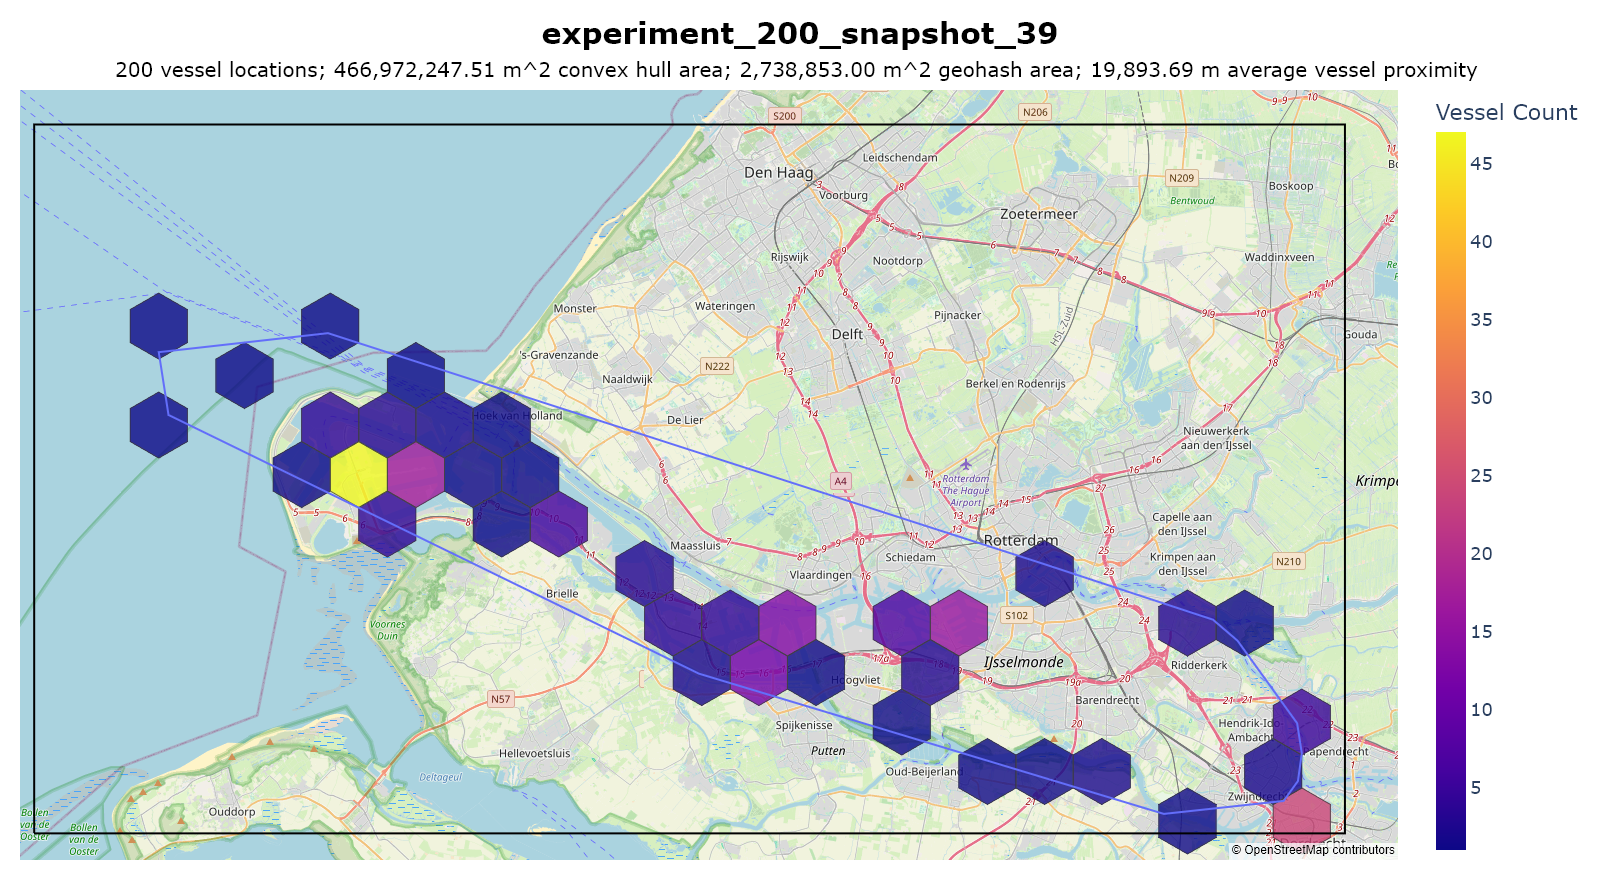 experiment_200_snapshot_39
200 vessel locations; 466,972,247.51 m^2 convex hull area; 2,738,853.00 m^2 geohash area; 19,893.69 m average vessel proximity
Vessel Count
45
40
35
30
25
20
15
10
5
S200
N206
Leidschendam
Den Haag
Voorburg
N209
Boskoop
Bentwoud
Zoetermeer
Rijswijk
Nootdorp
Waddinxveen
Monster
Wateringen
Pijnacker
HSL-Zuid
Delft
Gouda
's-Gravenzande
N222
Naaldwijk
Berkel en Rodenrijs
Hoek van Holland
De Lier
Nieuwerkerk
aan den IJssel
A4
Rotterdam
The Hague
Airport
Krimpe
Capelle aan
den IJssel
Maassluis
Schiedam
Rotterdam
Vlaardingen
Krimpen aan
den IJssel
N210
Brielle
S102
Voornes
Duin
IJsselmonde
Ridderkerk
Hoogvliet
N57
Barendrecht
Spijkenisse
Hendrik-Ido-
Ambacht
Hellevoetsluis
Putten
Papendrecht
Oud-Beijerland
Deltageul
Zwijndrecht
Ouddorp
Bollen
van de
Ooster
Bollen
van de
Ooster
© OpenStreetMap contributors